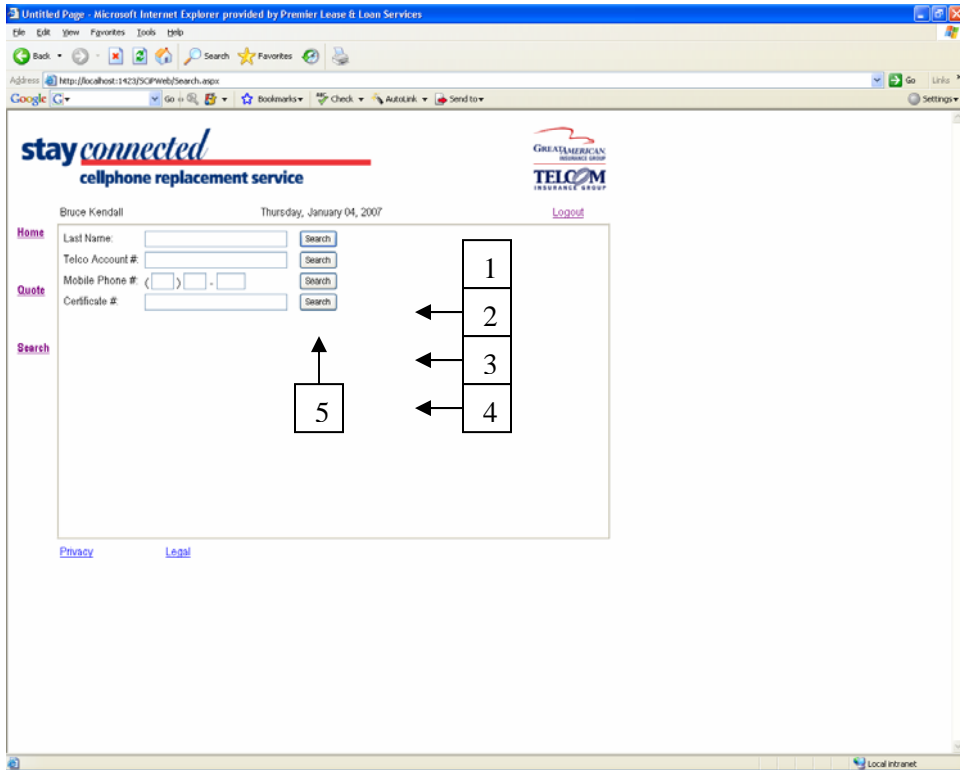 Untitled Page - Microsoft Internet Explorer provided by Premier Lease & Loan Services
File Edit View Favorites Tools Help
Back Search Favorites
Address http://localhost:1423/SCIPWeb/Search.aspx Go Links
Google G Go Bookmarks Check AutoLink Send to Settings
stay connected
cellphone replacement service
GREATAMERICAN
INSURANCE GROUP
TELCOM
INSURANCE GROUP
Bruce Kendall Thursday, January 04, 2007 Logout
Home
Quote
Search
Last Name: Search
Telco Account #: Search
Mobile Phone #: ( ) - Search
Certificate #: Search
1
2
3
4
5
Privacy Legal
Local intranet